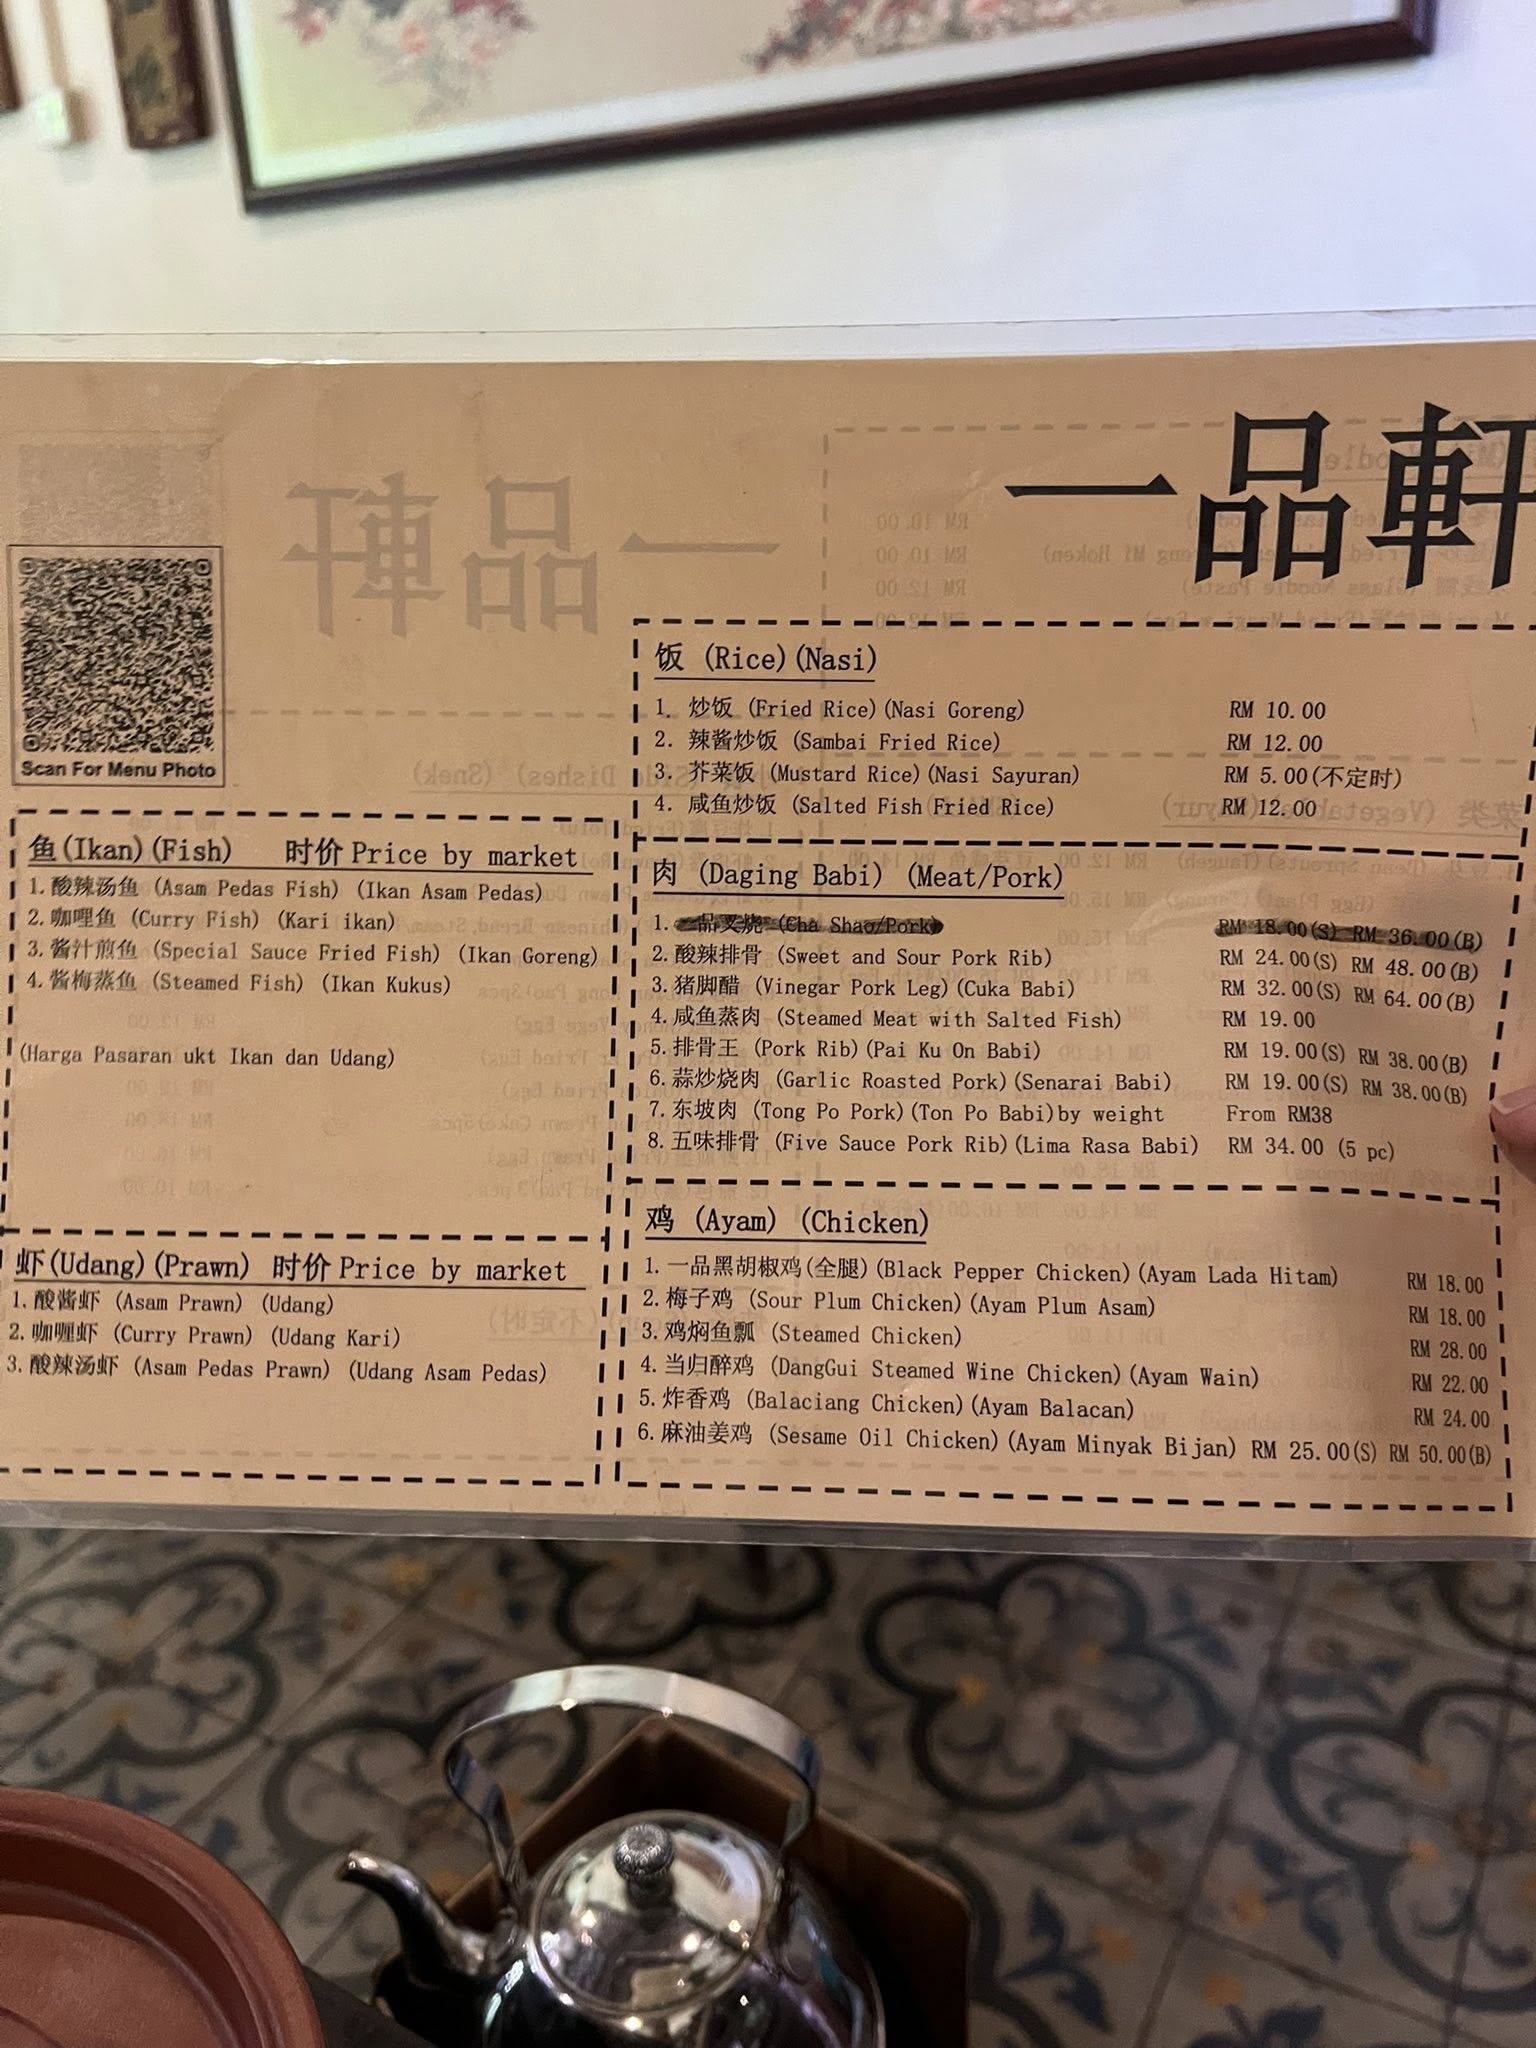 一品軒
Scan For Menu Photo
鱼(Ikan)(Fish) 时价 Price by market
1. 酸辣汤鱼 (Asam Pedas Fish) (Ikan Asam Pedas)
2. 咖哩鱼 (Curry Fish) (Kari ikan)
3. 酱汁煎鱼 (Special Sauce Fried Fish) (Ikan Goreng)
4. 酱梅蒸鱼 (Steamed Fish) (Ikan Kukus)
(Harga Pasaran ukt Ikan dan Udang)
虾(Udang)(Prawn) 时价 Price by market
1. 酸酱虾 (Asam Prawn) (Udang)
2. 咖喱虾 (Curry Prawn) (Udang Kari)
3. 酸辣汤虾 (Asam Pedas Prawn) (Udang Asam Pedas)
饭 (Rice)(Nasi)
1. 炒饭 (Fried Rice)(Nasi Goreng) RM 10.00
2. 辣酱炒饭 (Sambai Fried Rice) RM 12.00
3. 芥菜饭 (Mustard Rice)(Nasi Sayuran) RM 5.00(不定时)
4. 咸鱼炒饭 (Salted Fish Fried Rice) RM 12.00
肉 (Daging Babi) (Meat/Pork)
1. 一品叉烧 (Cha Shao/Pork) RM 18.00(S) RM 36.00(B)
2. 酸辣排骨 (Sweet and Sour Pork Rib) RM 24.00(S) RM 48.00(B)
3. 猪脚醋 (Vinegar Pork Leg)(Cuka Babi) RM 32.00(S) RM 64.00(B)
4. 咸鱼蒸肉 (Steamed Meat with Salted Fish) RM 19.00
5. 排骨王 (Pork Rib)(Pai Ku On Babi) RM 19.00(S) RM 38.00(B)
6. 蒜炒烧肉 (Garlic Roasted Pork)(Senarai Babi) RM 19.00(S) RM 38.00(B)
7. 东坡肉 (Tong Po Pork)(Ton Po Babi)by weight From RM38
8. 五味排骨 (Five Sauce Pork Rib)(Lima Rasa Babi) RM 34.00 (5 pc)
鸡 (Ayam) (Chicken)
1. 一品黑胡椒鸡(全腿)(Black Pepper Chicken)(Ayam Lada Hitam) RM 18.00
2. 梅子鸡 (Sour Plum Chicken)(Ayam Plum Asam) RM 18.00
3. 鸡焖鱼瓢 (Steamed Chicken) RM 28.00
4. 当归醉鸡 (DangGui Steamed Wine Chicken)(Ayam Wain) RM 22.00
5. 炸香鸡 (Balaciang Chicken)(Ayam Balacan) RM 24.00
6. 麻油姜鸡 (Sesame Oil Chicken)(Ayam Minyak Bijan) RM 25.00(S) RM 50.00(B)